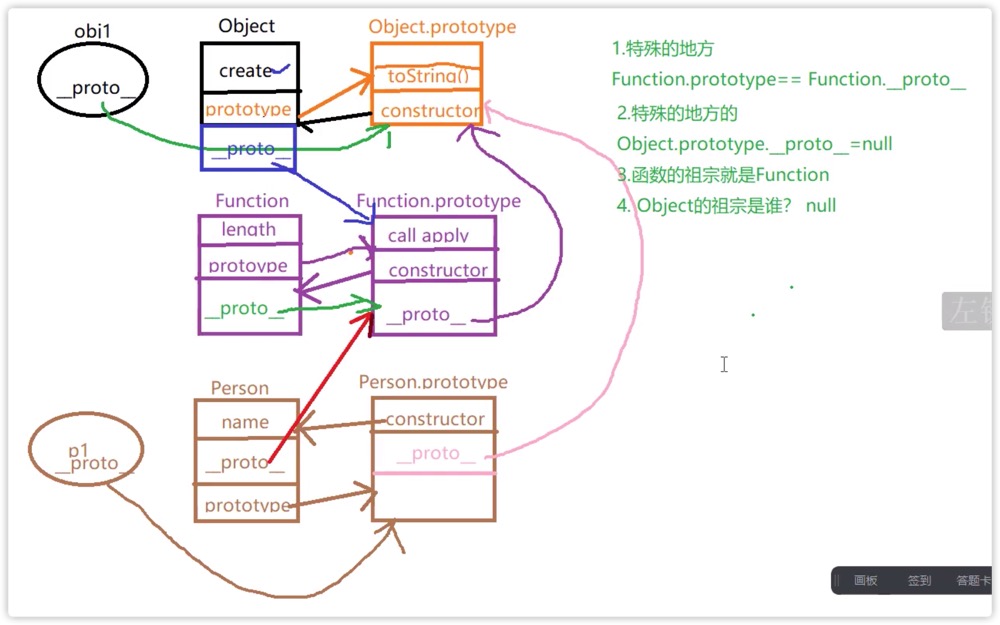 obj1
__proto__
Object
create
prototype
__proto__
Object.prototype
toString()
constructor
Function
length
protoype
__proto__
Function.prototype
call apply
constructor
__proto__
Person
name
__proto__
prototype
Person.prototype
constructor
__proto__
p1
__proto__
1.特殊的地方
Function.prototype== Function.__proto__
2.特殊的地方的
Object.prototype.__proto__=null
3.函数的祖宗就是Function
4. Object的祖宗是谁? null
左
画板
签到
答题卡